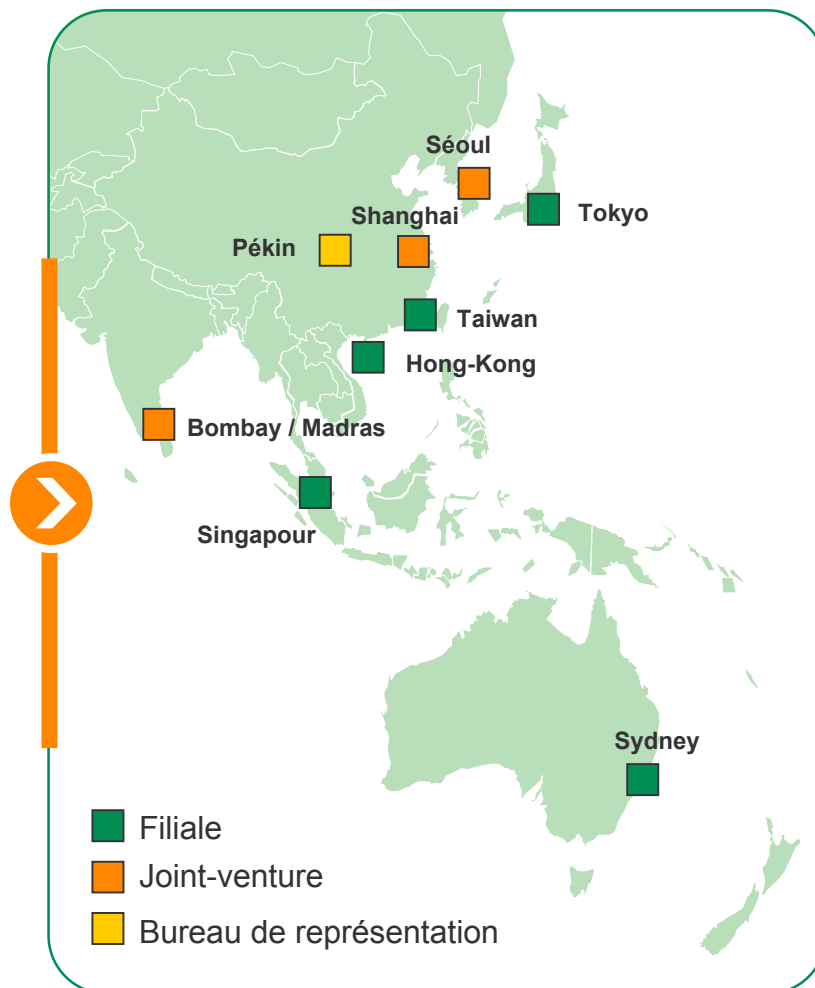 Séoul
Shanghai
Tokyo
Pékin
Taiwan
Hong-Kong
Bombay / Madras
Singapour
Sydney
Filiale
Joint-venture
Bureau de représentation